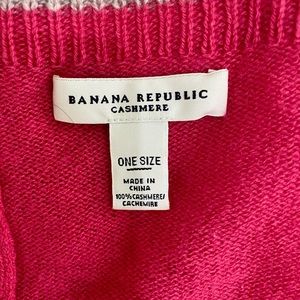 BANANA REPUBLIC
CASHMERE
ONE SIZE
MADE IN
CHINA
100%CASHMERE/
CACHEMIRE